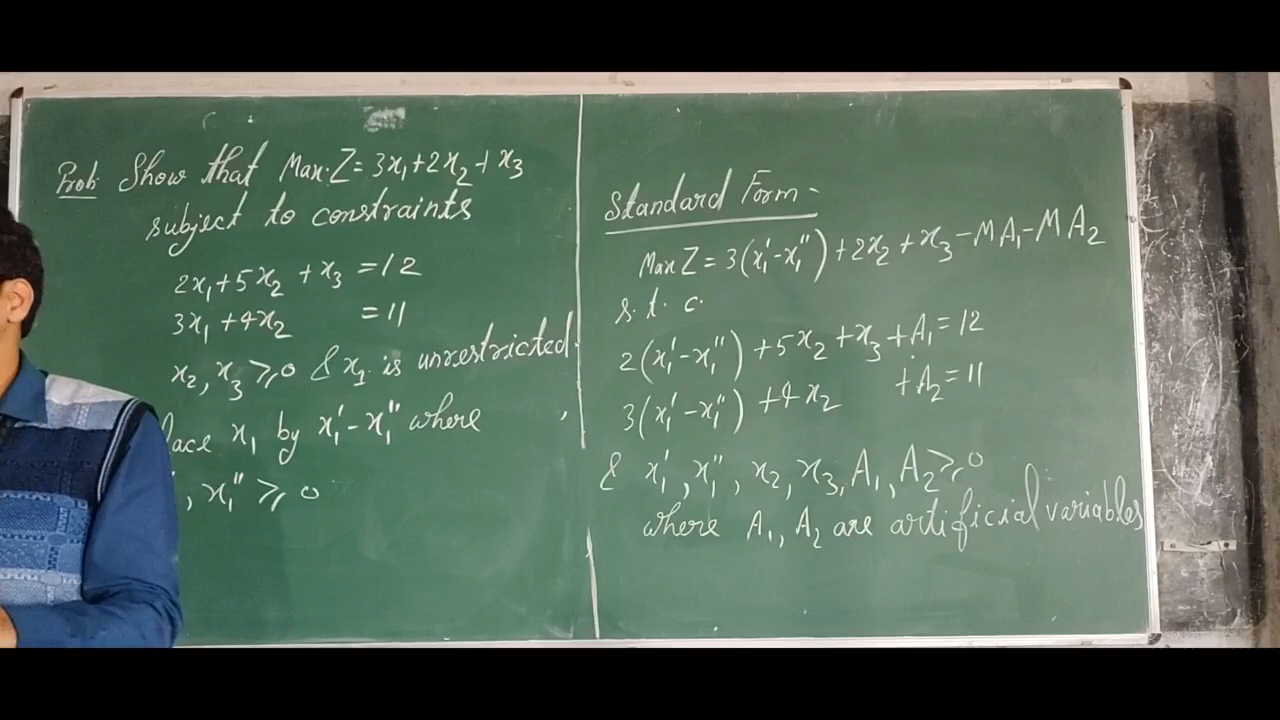 Prob. Show that Max. Z = 3x₁ + 2x₂ + x₃
subject to constraints
2x₁ + 5x₂ + x₃ = 12
3x₁ + 4x₂ = 11
x₂, x₃ ≥ 0 & x₁ is unrestricted.
lace x₁ by x₁' - x₁'' where
, x₁'' ≥ 0
Standard Form -
Max Z = 3(x₁' - x₁'') + 2x₂ + x₃ - MA₁ - MA₂
s. t. c.
2(x₁' - x₁'') + 5x₂ + x₃ + A₁ = 12
3(x₁' - x₁'') + 4x₂ + A₂ = 11
& x₁', x₁'', x₂, x₃, A₁, A₂ ≥ 0
where A₁, A₂ are artificial variables